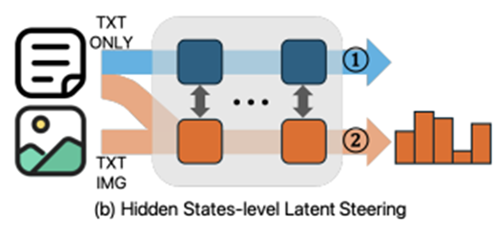 TXT
ONLY
①
②
TXT
IMG
(b) Hidden States-level Latent Steering